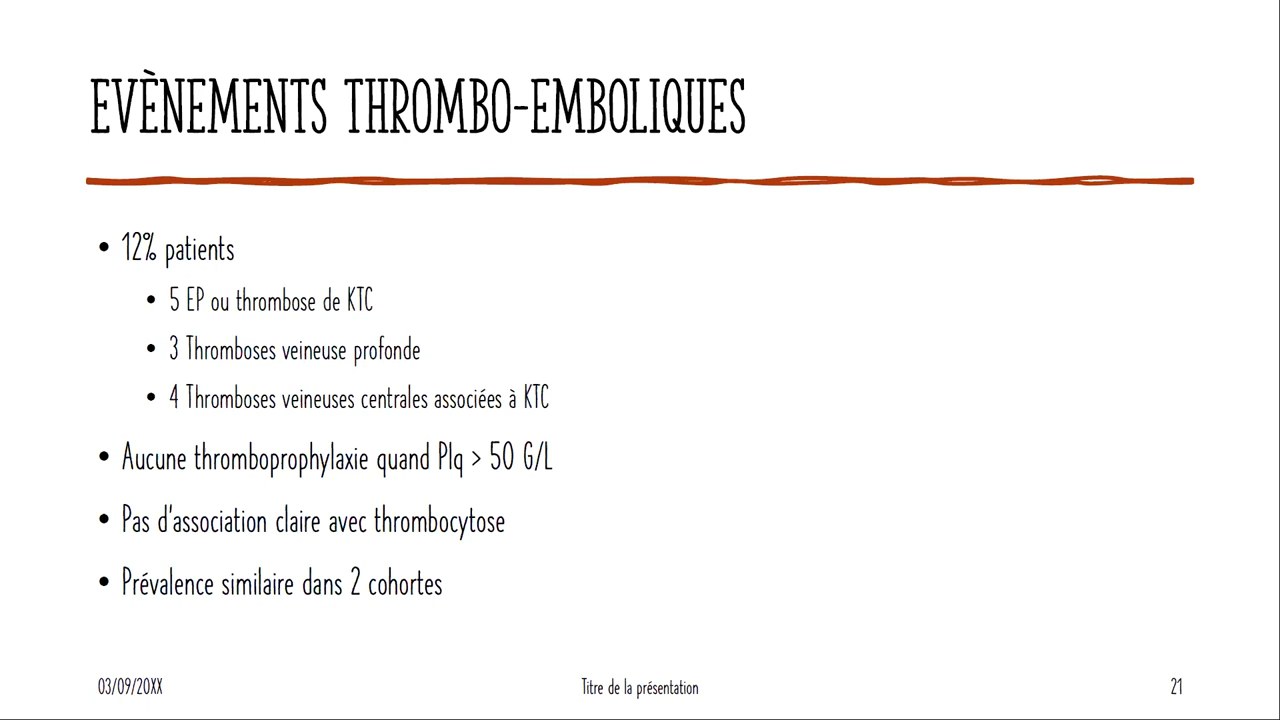 EVÈNEMENTS THROMBO-EMBOLIQUES
• 12% patients
• 5 EP ou thrombose de KTC
• 3 Thromboses veineuse profonde
• 4 Thromboses veineuses centrales associées à KTC
• Aucune thromboprophylaxie quand Plq > 50 G/L
• Pas d'association claire avec thrombocytose
• Prévalence similaire dans 2 cohortes
03/09/20XX
Titre de la présentation
21